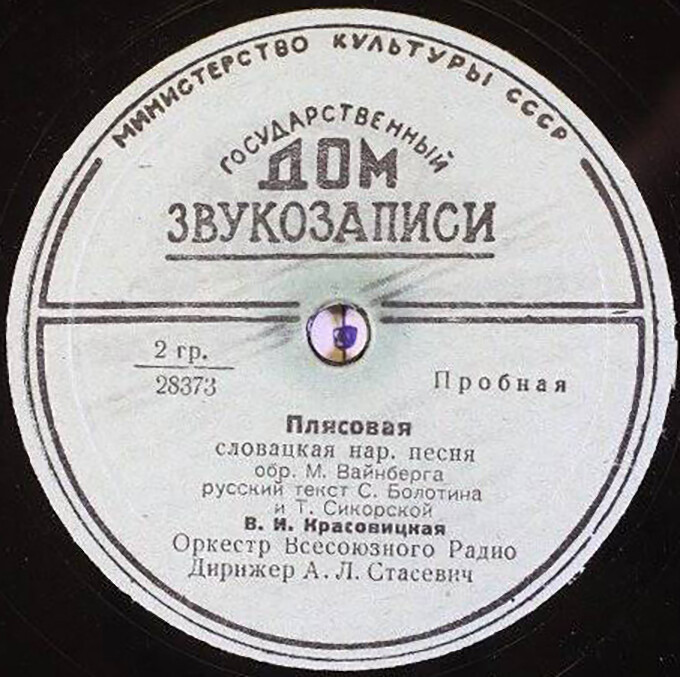 МИНИСТЕРСТВО КУЛЬТУРЫ СССР
ГОСУДАРСТВЕННЫЙ
ДОМ
ЗВУКОЗАПИСИ
2 гр.
28373
Пробная
Плясовая
словацкая нар. песня
обр. М. Вайнберга
русский текст С. Болотина
и Т. Сикорской
В. И. Красовицкая
Оркестр Всесоюзного Радио
Дирижер А. Л. Стасевич